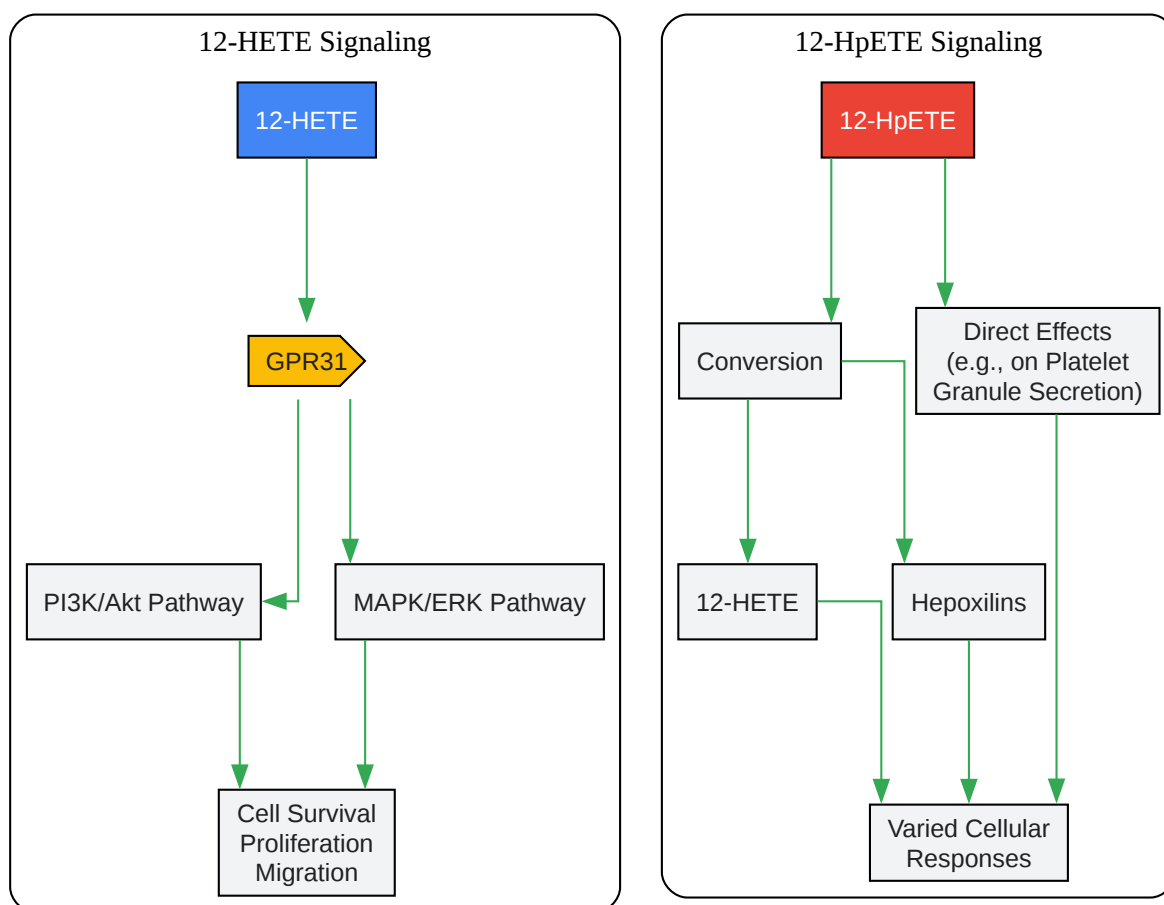 12-HETE Signaling
12-HETE
GPR31
PI3K/Akt Pathway
MAPK/ERK Pathway
Cell Survival
Proliferation
Migration
12-HpETE Signaling
12-HpETE
Conversion
Direct Effects
(e.g., on Platelet
Granule Secretion)
12-HETE
Hepoxilins
Varied Cellular
Responses